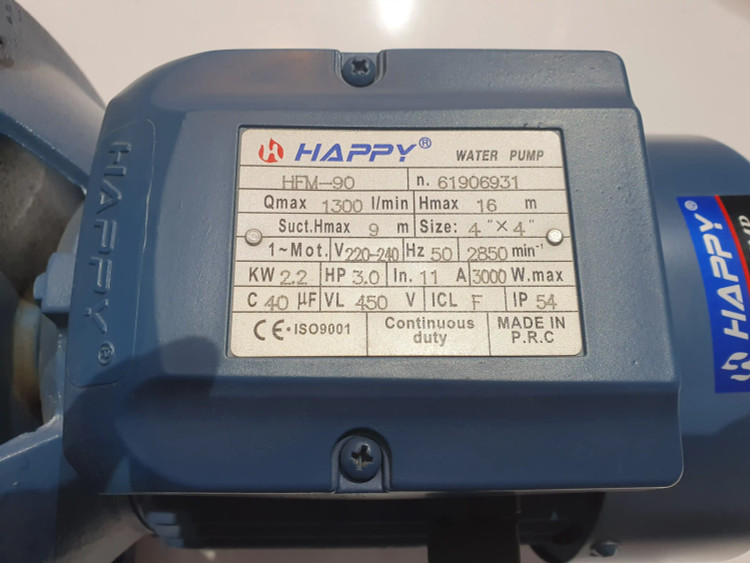 HAPPY® WATER PUMP
HFM-90 n. 61906931
Qmax 1300 l/min Hmax 16 m
Suct.Hmax 9 m Size: 4"×4"
1~Mot. V220-240 Hz 50 2850 min⁻¹
KW 2.2 HP 3.0 In. 11 A 3000 W.max
C 40 µF VL 450 V ICL F IP 54
CE·ISO9001 Continuous duty MADE IN P.R.C
HAPPY®
HAPPY